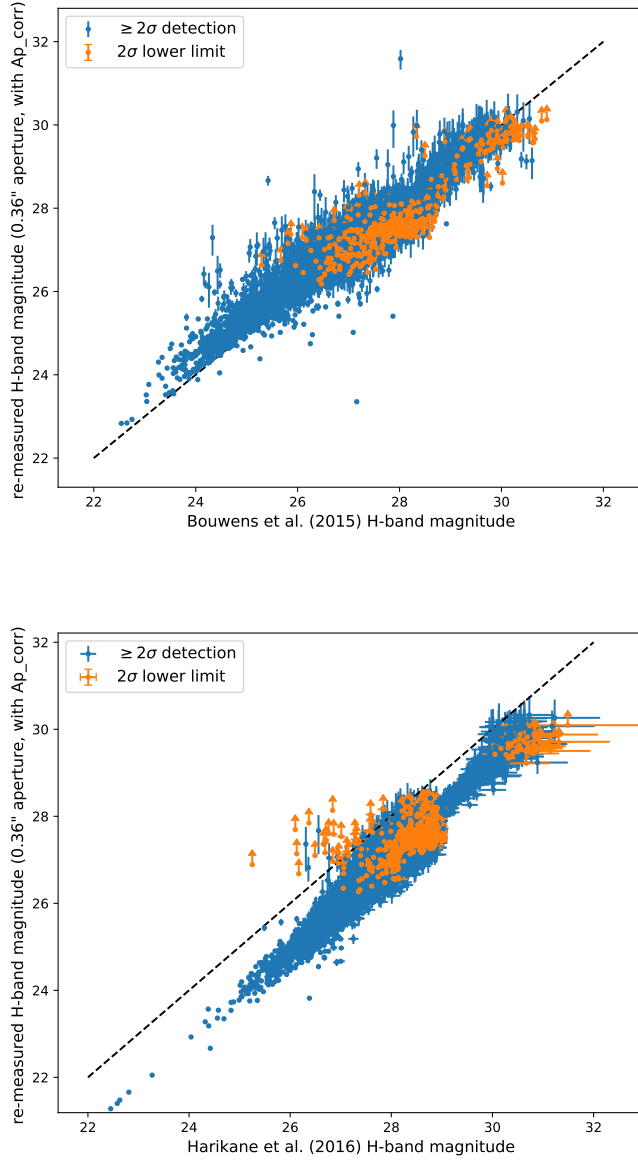 ≥ 2σ detection
2σ lower limit
re-measured H-band magnitude (0.36" aperture, with Ap_corr)
32
30
28
26
24
22
22 24 26 28 30 32
Bouwens et al. (2015) H-band magnitude
≥ 2σ detection
2σ lower limit
re-measured H-band magnitude (0.36" aperture, with Ap_corr)
32
30
28
26
24
22
22 24 26 28 30 32
Harikane et al. (2016) H-band magnitude